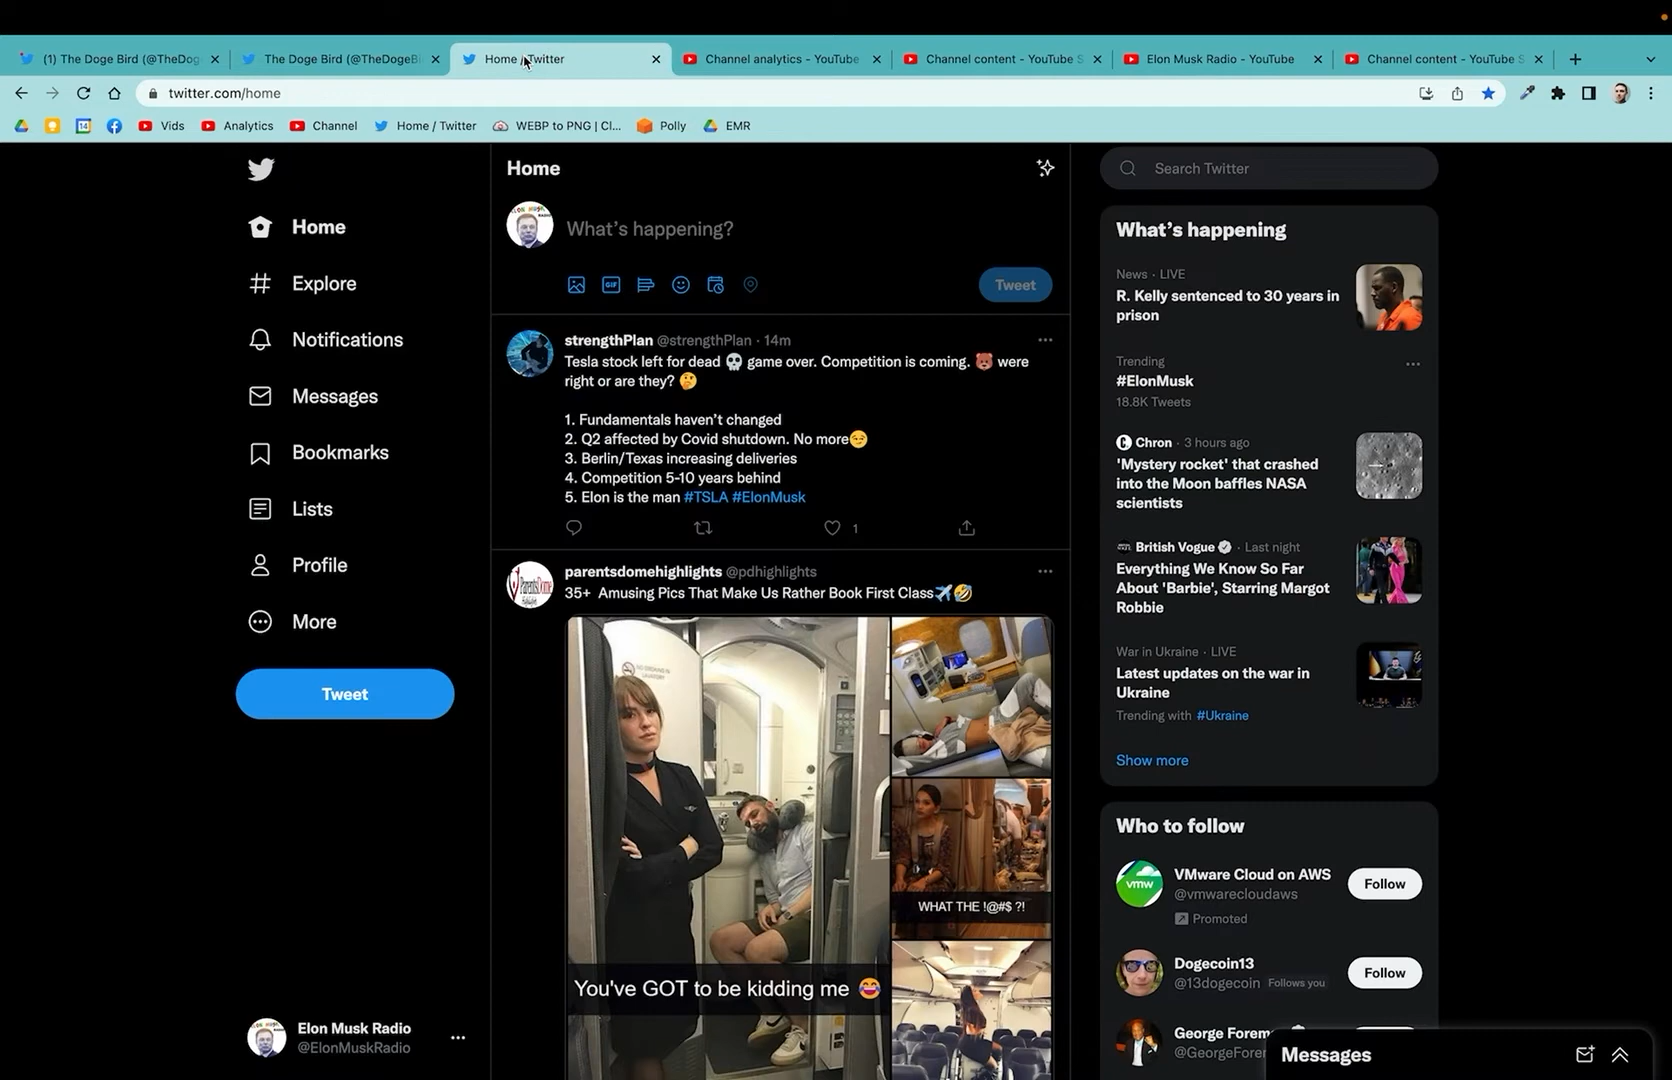 (1) The Doge Bird (@TheDog
The Doge Bird (@TheDogeBi
Home / Twitter
Channel analytics - YouTube
Channel content - YouTube S
Elon Musk Radio - YouTube
Channel content - YouTube S
twitter.com/home
Vids
Analytics
Channel
Home / Twitter
WEBP to PNG | Cl...
Polly
EMR
Home
Explore
Notifications
Messages
Bookmarks
Lists
Profile
More
Tweet
Elon Musk Radio
@ElonMuskRadio
Home
What's happening?
GIF
Tweet
strengthPlan @strengthPlan · 14m
Tesla stock left for dead 💀 game over. Competition is coming. 🐻 were
right or are they? 🤔
1. Fundamentals haven't changed
2. Q2 affected by Covid shutdown. No more😏
3. Berlin/Texas increasing deliveries
4. Competition 5-10 years behind
5. Elon is the man #TSLA #ElonMusk
1
parentsdomehighlights @pdhighlights
35+ Amusing Pics That Make Us Rather Book First Class✈️🤣
You've GOT to be kidding me 😂
WHAT THE !@#$ ?!
Search Twitter
What's happening
News · LIVE
R. Kelly sentenced to 30 years in
prison
Trending
#ElonMusk
18.8K Tweets
Chron · 3 hours ago
'Mystery rocket' that crashed
into the Moon baffles NASA
scientists
British Vogue · Last night
Everything We Know So Far
About 'Barbie', Starring Margot
Robbie
War in Ukraine · LIVE
Latest updates on the war in
Ukraine
Trending with #Ukraine
Show more
Who to follow
vmw
VMware Cloud on AWS
@vmwarecloudaws
Promoted
Follow
Dogecoin13
@13dogecoin Follows you
Follow
George Forem
@GeorgeForer
Messages